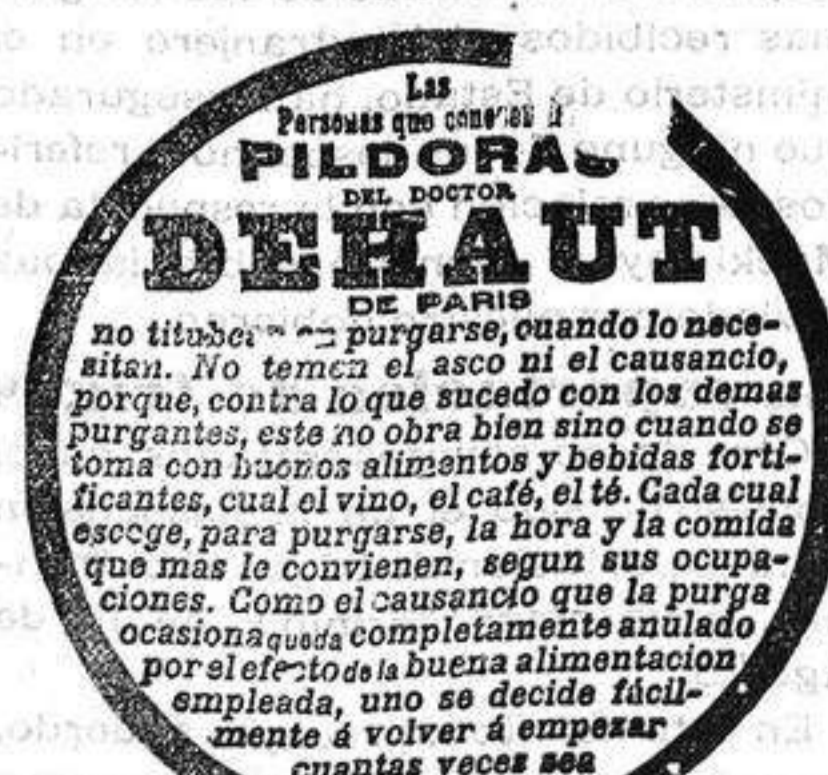 Las
Personas que conocen
PILDORAS
DEL DOCTOR
DEHAUT
DE PARIS
no purgarse, cuando lo nece-
sitan. No temen el asco ni el causancio,
porque, contra lo que sucedo con los demas
purgantes, este no obra bien sino cuando se
toma con buenos alimentos y bebidas forti-
ficantes, cual el vino, el café, el té. Cada cual
escoge, para purgarse, la hora y la comida
que mas le convienen, segun sus ocupa-
ciones. Como el causancio que la purga
ocasiona queda completamente anulado
por el efecto de la buena alimentacion
empleada, uno se decide fácil-
mente á volver á empezar
cuantas veces sea